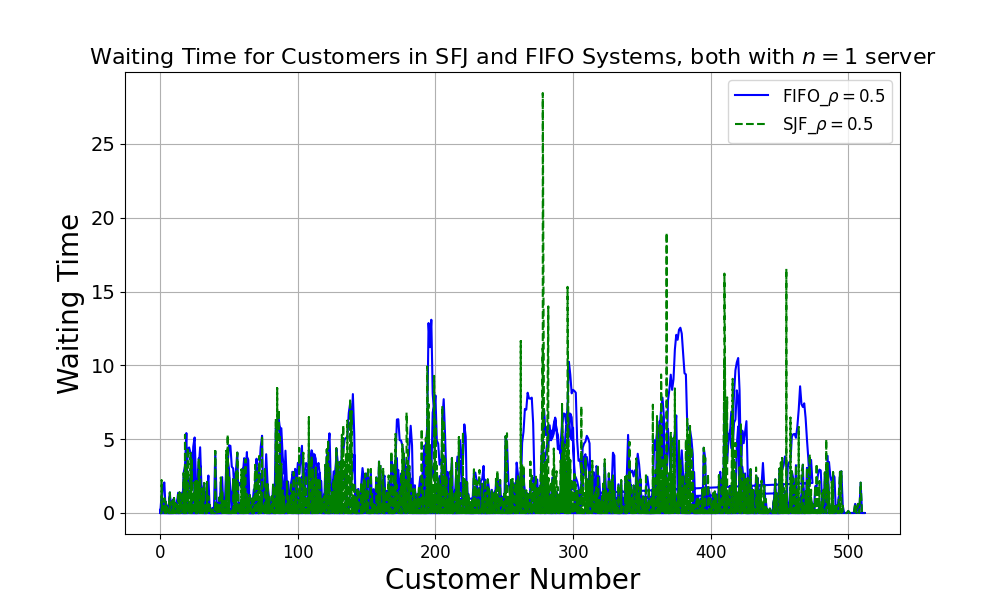 Waiting Time for Customers in SFJ and FIFO Systems, both with n = 1 server
FIFO_ρ = 0.5
SJF_ρ = 0.5
Waiting Time
25
20
15
10
5
0
0 100 200 300 400 500
Customer Number